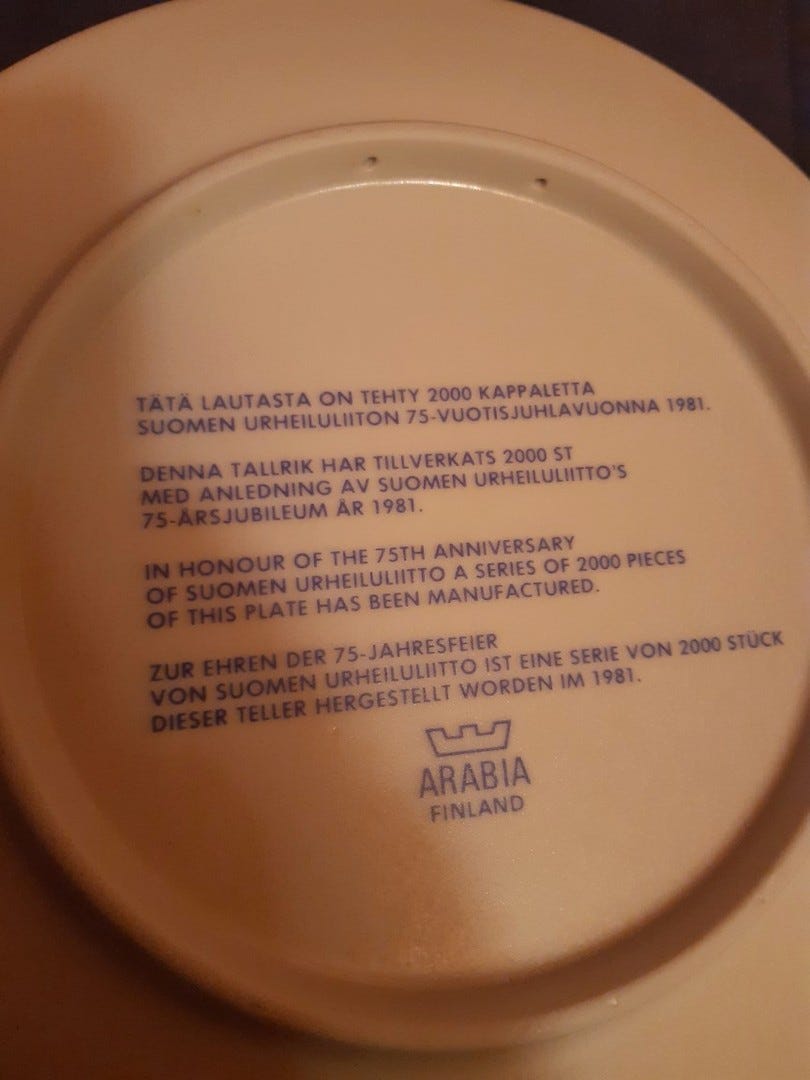 TÄTÄ LAUTASTA ON TEHTY 2000 KAPPALETTA
SUOMEN URHEILULIITON 75-VUOTISJUHLAVUONNA 1981.
DENNA TALLRIK HAR TILLVERKATS 2000 ST
MED ANLEDNING AV SUOMEN URHEILULIITTO'S
75-ÅRSJUBILEUM ÅR 1981.
IN HONOUR OF THE 75TH ANNIVERSARY
OF SUOMEN URHEILULIITTO A SERIES OF 2000 PIECES
OF THIS PLATE HAS BEEN MANUFACTURED.
ZUR EHREN DER 75-JAHRESFEIER
VON SUOMEN URHEILULIITTO IST EINE SERIE VON 2000 STÜCK
DIESER TELLER HERGESTELLT WORDEN IM 1981.
ARABIA
FINLAND